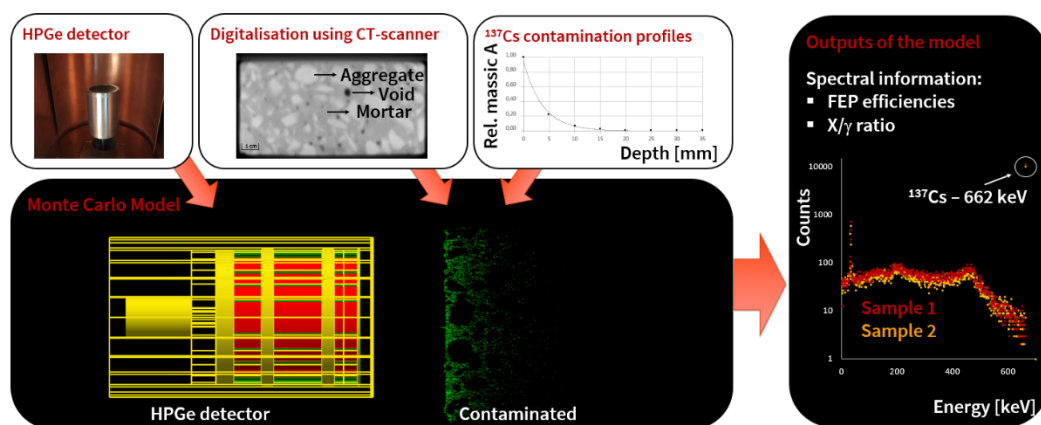 HPGe detector
Digitalisation using CT-scanner
Aggregate
Void
Mortar
1 cm
¹³⁷Cs contamination profiles
Rel. massic A
1,00
0,80
0,60
0,40
0,20
0,00
0 5 10 15 20 25 30 35
Depth [mm]
Monte Carlo Model
HPGe detector
Contaminated
Outputs of the model
Spectral information:
▪ FEP efficiencies
▪ X/γ ratio
Counts
10000
1000
100
10
1
¹³⁷Cs – 662 keV
Sample 1
Sample 2
0 200 400 600
Energy [keV]